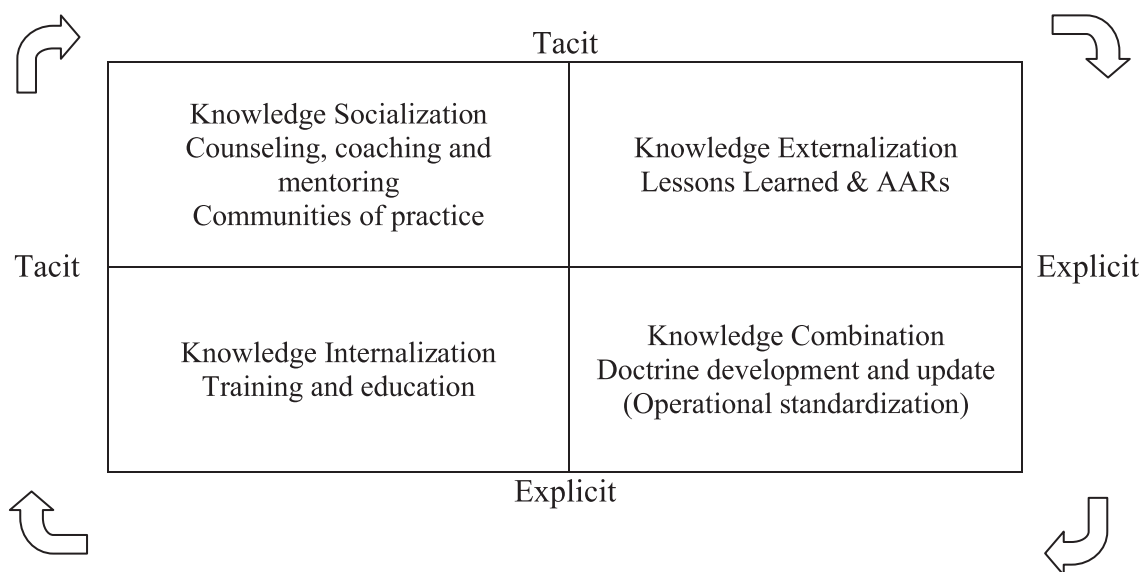 Tacit
Knowledge Socialization
Counseling, coaching and
mentoring
Communities of practice
Knowledge Externalization
Lessons Learned & AARs
Tacit
Explicit
Knowledge Internalization
Training and education
Knowledge Combination
Doctrine development and update
(Operational standardization)
Explicit